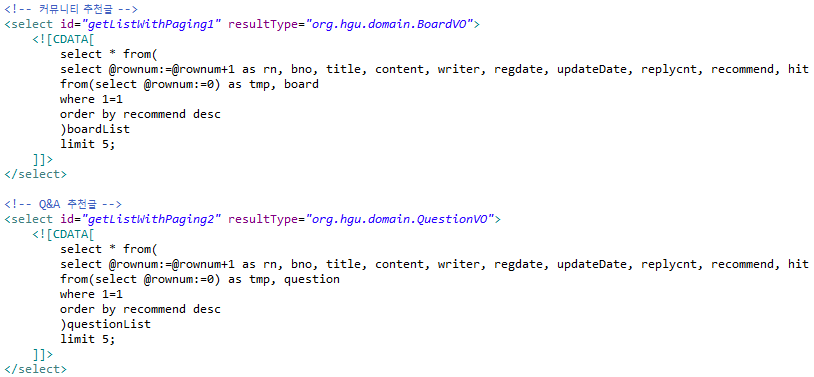 <!-- 커뮤니티 추천글 -->
<select id="getListWithPaging1" resultType="org.hgu.domain.BoardVO">
<![CDATA[
select * from(
select @rownum:=@rownum+1 as rn, bno, title, content, writer, regdate, updateDate, replycnt, recommend, hit
from(select @rownum:=0) as tmp, board
where 1=1
order by recommend desc
)boardList
limit 5;
]]>
</select>
<!-- Q&A 추천글 -->
<select id="getListWithPaging2" resultType="org.hgu.domain.QuestionVO">
<![CDATA[
select * from(
select @rownum:=@rownum+1 as rn, bno, title, content, writer, regdate, updateDate, replycnt, recommend, hit
from(select @rownum:=0) as tmp, question
where 1=1
order by recommend desc
)questionList
limit 5;
]]>
</select>